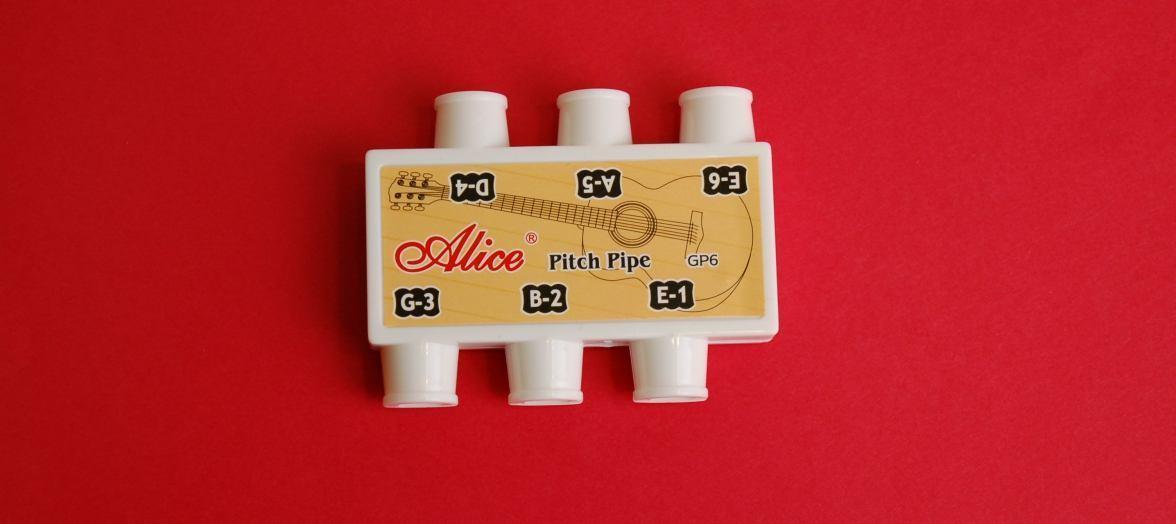 D-4 A-5 E-6
Alice® Pitch Pipe GP6
G-3 B-2 E-1